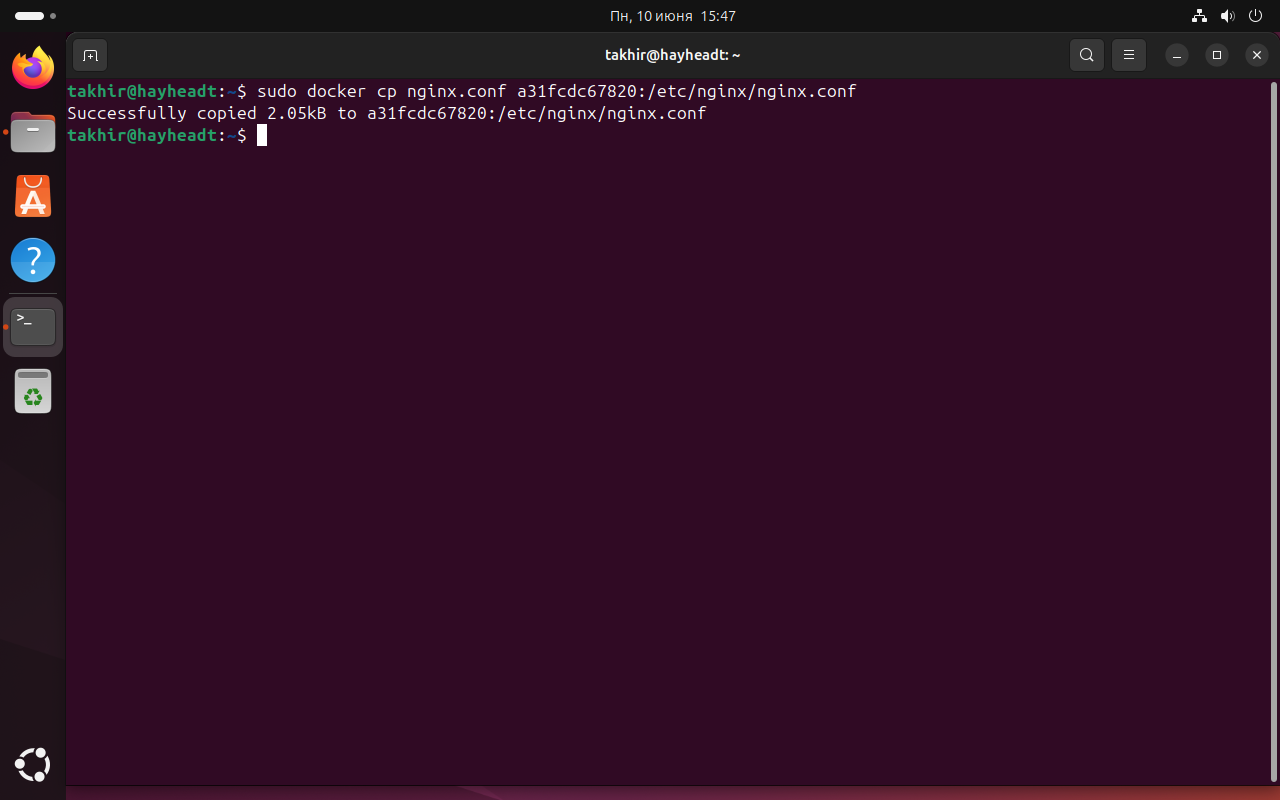 Пн, 10 июня 15:47
takhir@hayheadt: ~
takhir@hayheadt:~$ sudo docker cp nginx.conf a31fcdc67820:/etc/nginx/nginx.conf
Successfully copied 2.05kB to a31fcdc67820:/etc/nginx/nginx.conf
takhir@hayheadt:~$